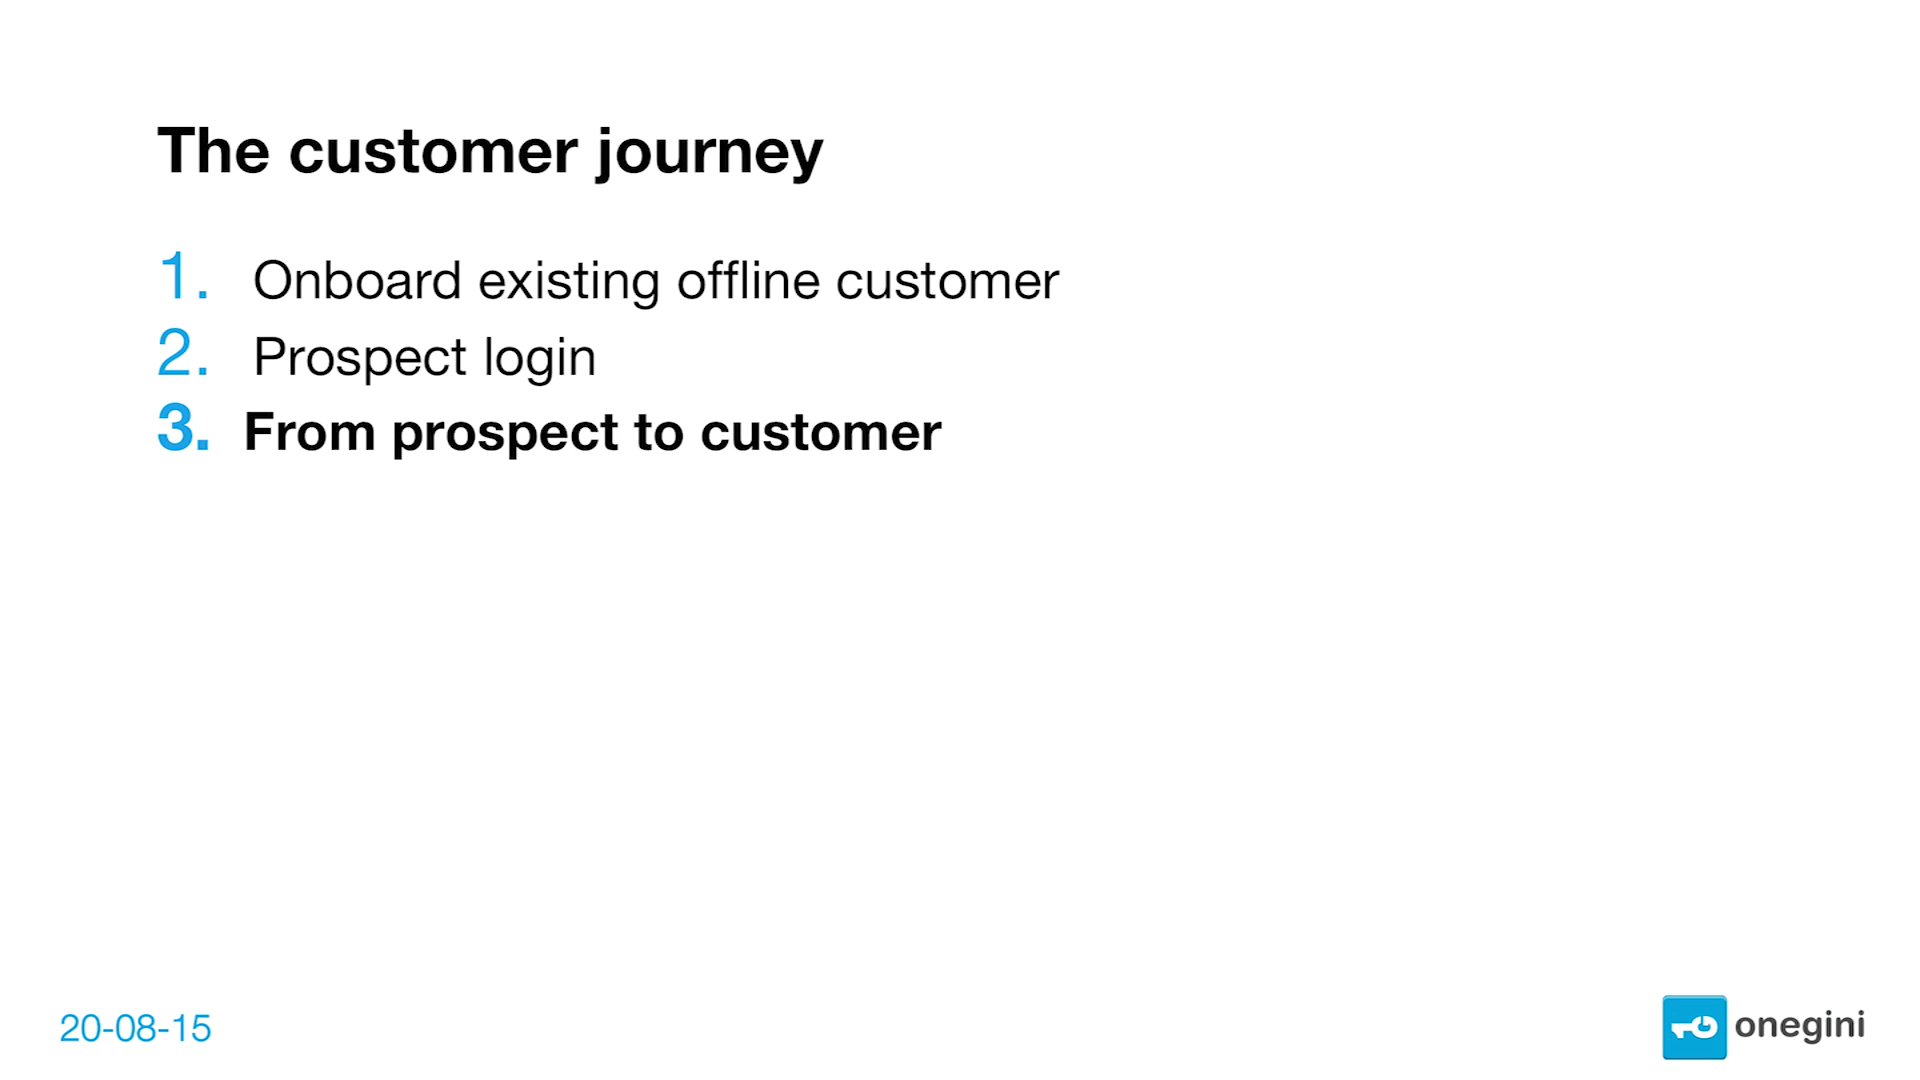 The customer journey
1. Onboard existing offline customer
2. Prospect login
3. From prospect to customer
20-08-15
onegini